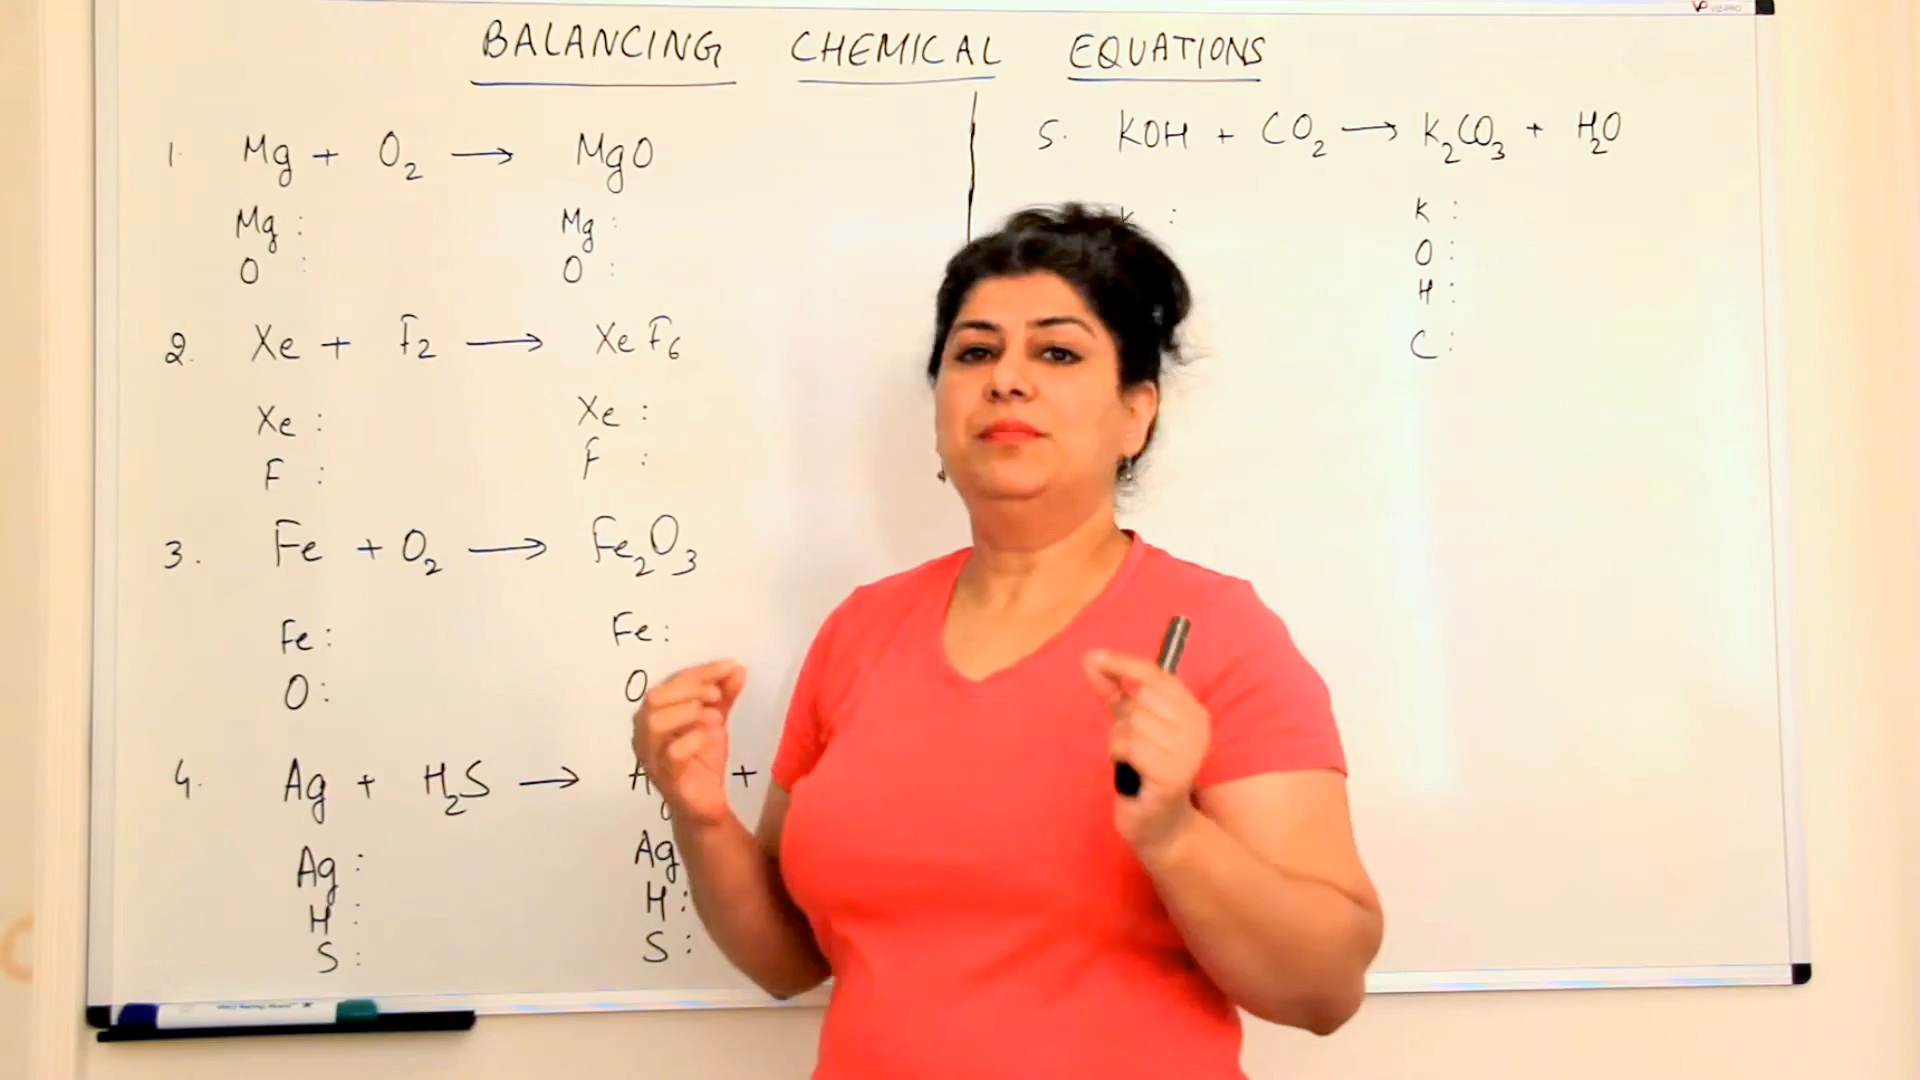 BALANCING CHEMICAL EQUATIONS
1. Mg + O₂ → MgO
Mg : Mg :
O : O :
2. Xe + F₂ → XeF₆
Xe : Xe :
F : F :
3. Fe + O₂ → Fe₂O₃
Fe : Fe :
O : O
4. Ag + H₂S → Ag +
Ag : Ag
H : H :
S : S :
5. KOH + CO₂ → K₂CO₃ + H₂O
K : K :
O :
H :
C :